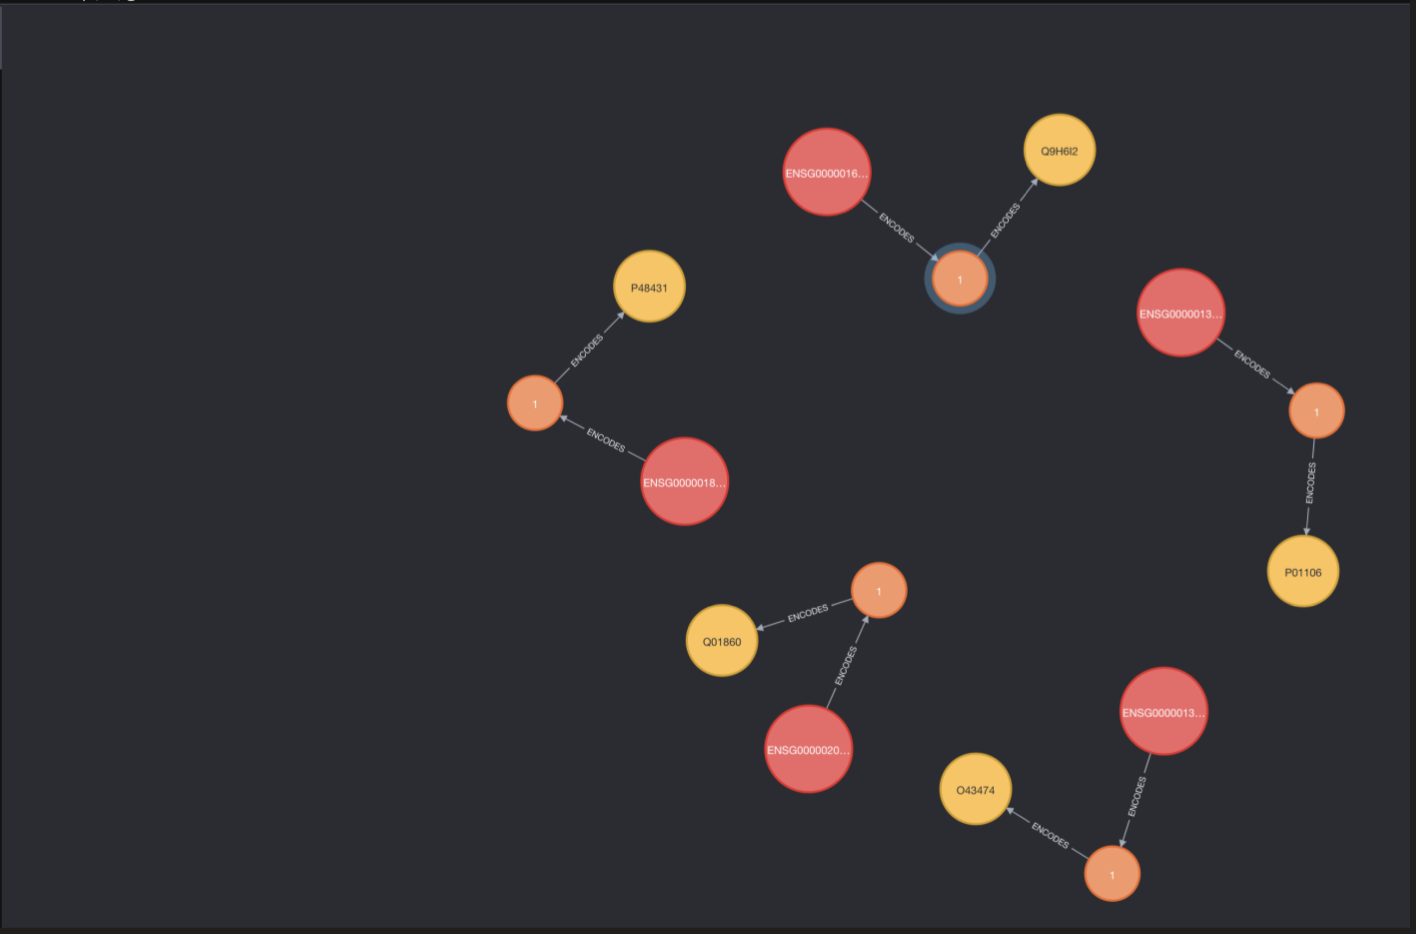 Q9H6I2
ENSG0000016...
ENCODES
ENCODES
1
P48431
ENCODES
1
ENCODES
ENSG0000018...
ENSG0000013...
ENCODES
1
ENCODES
P01106
1
ENCODES
Q01860
ENCODES
ENSG0000020...
ENSG0000013...
ENCODES
O43474
ENCODES
1